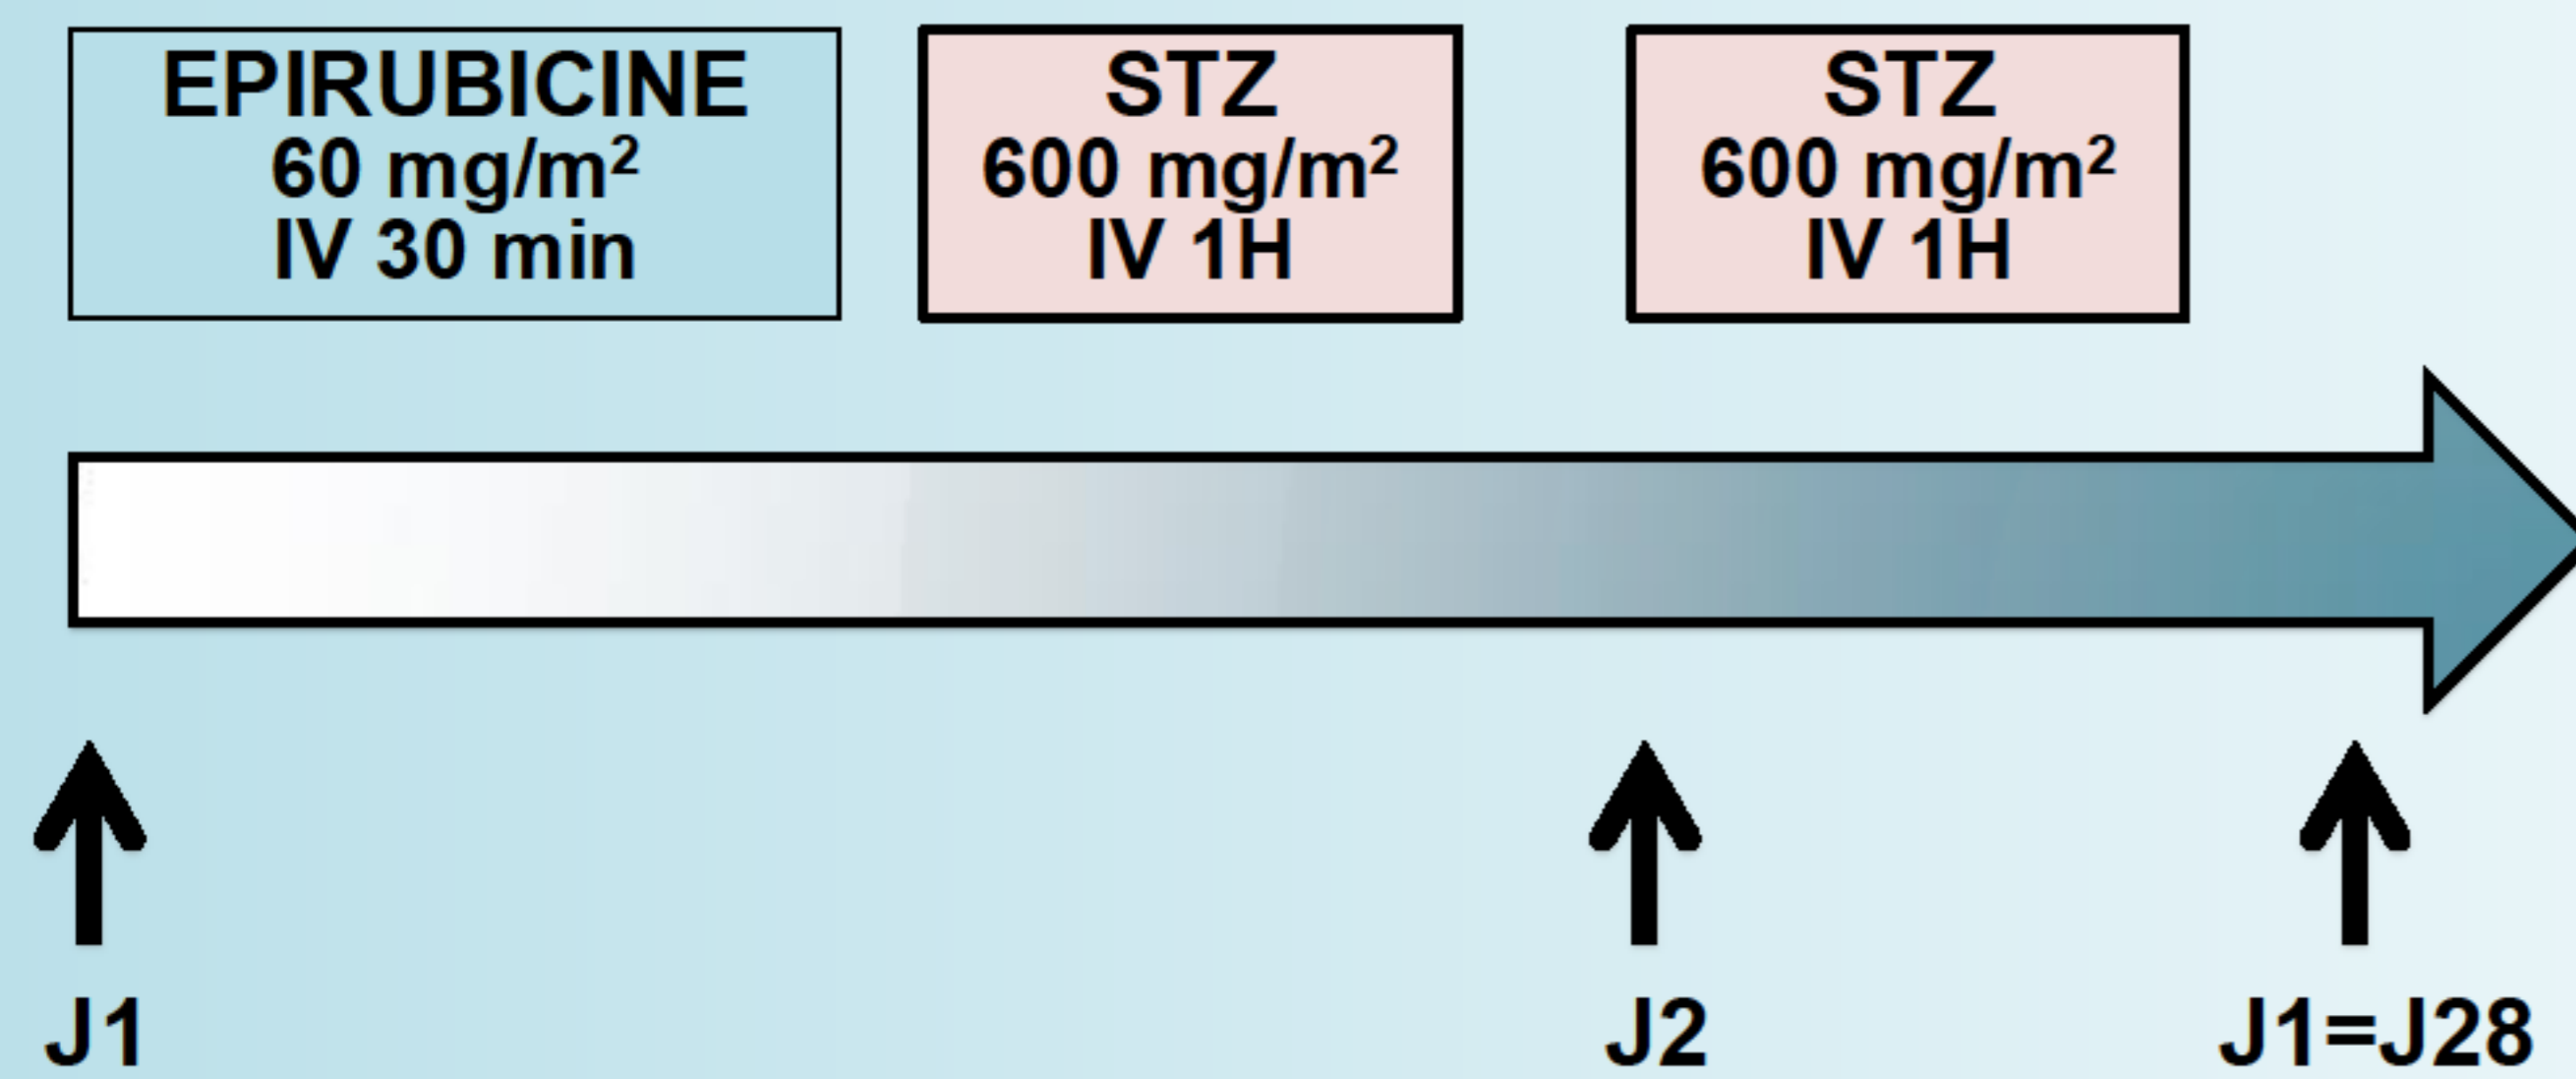 EPIRUBICINE
60 mg/m²
IV 30 min
STZ
600 mg/m²
IV 1H
STZ
600 mg/m²
IV 1H
J1
J2
J1=J28